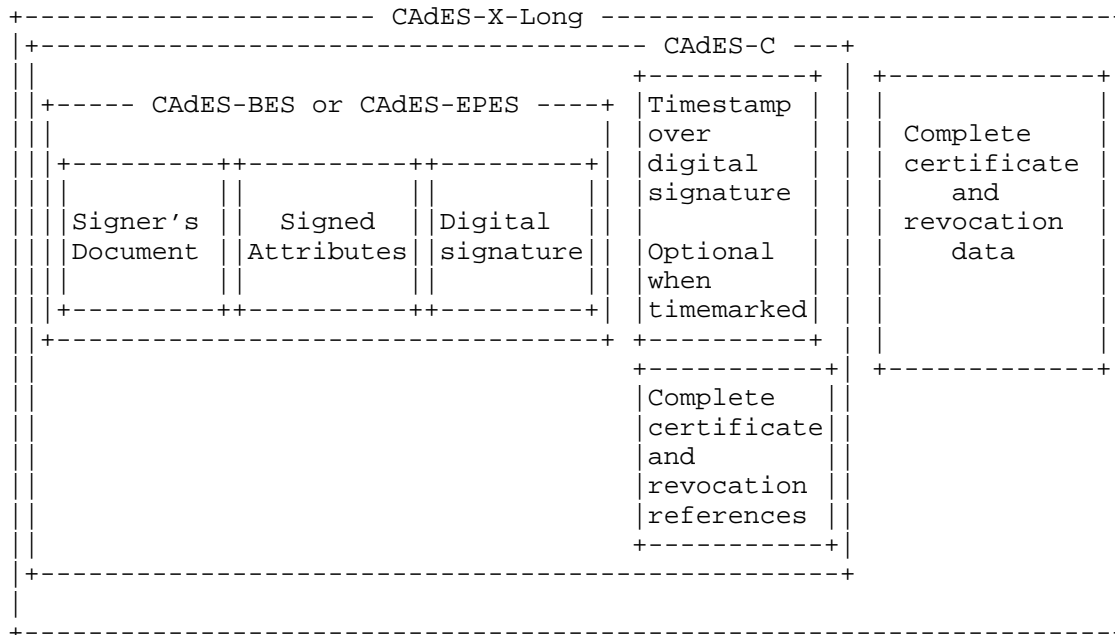 CAdES-X-Long
CAdES-C
CAdES-BES or CAdES-EPES
Signer's
Document
Signed
Attributes
Digital
signature
Timestamp
over
digital
signature
Optional
when
timemarked
Complete
certificate
and
revocation
references
Complete
certificate
and
revocation
data